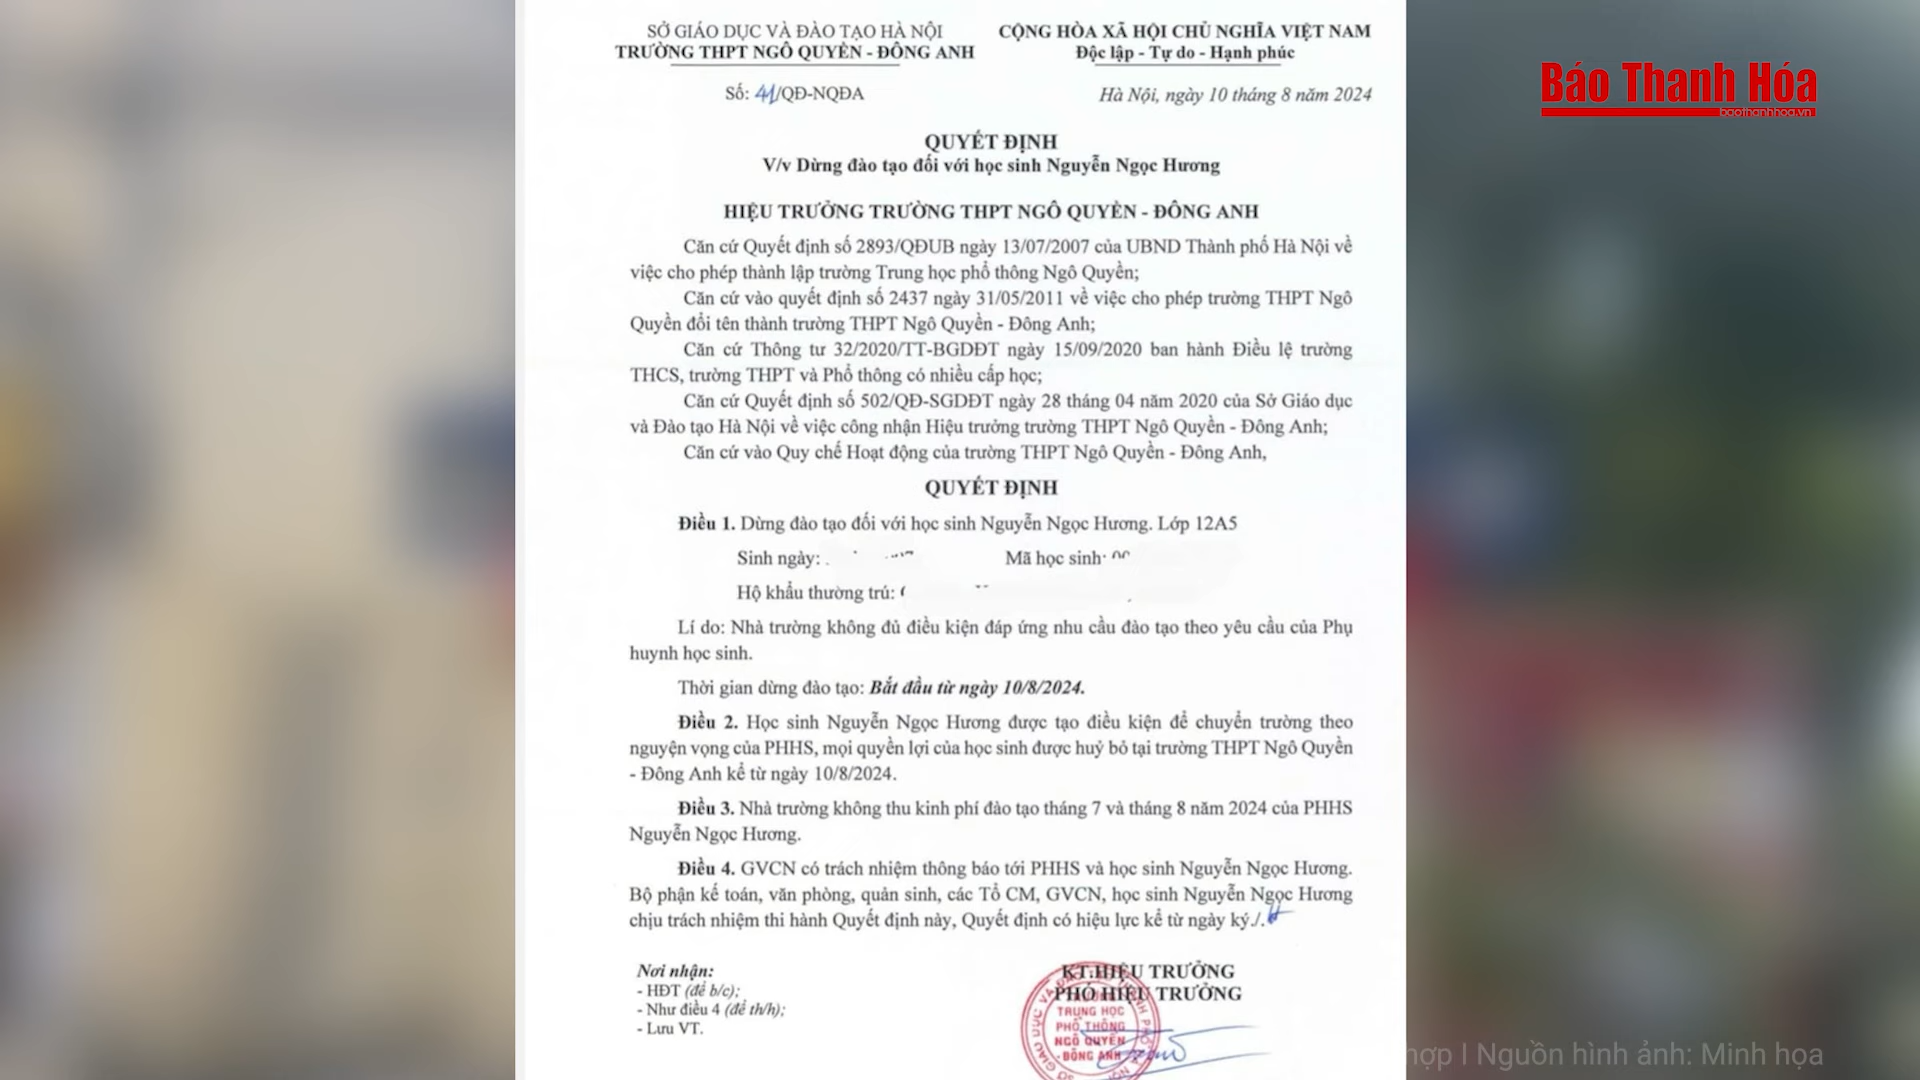 SỞ GIÁO DỤC VÀ ĐÀO TẠO HÀ NỘI
TRƯỜNG THPT NGÔ QUYỀN - ĐÔNG ANH
Số: 41/QĐ-NQĐA
CỘNG HÒA XÃ HỘI CHỦ NGHĨA VIỆT NAM
Độc lập - Tự do - Hạnh phúc
Hà Nội, ngày 10 tháng 8 năm 2024
Báo Thanh Hóa
baothanhhoa.vn
QUYẾT ĐỊNH
V/v Dừng đào tạo đối với học sinh Nguyễn Ngọc Hương
HIỆU TRƯỞNG TRƯỜNG THPT NGÔ QUYỀN - ĐÔNG ANH
Căn cứ Quyết định số 2893/QĐUB ngày 13/07/2007 của UBND Thành phố Hà Nội về
việc cho phép thành lập trường Trung học phổ thông Ngô Quyền;
Căn cứ vào quyết định số 2437 ngày 31/05/2011 về việc cho phép trường THPT Ngô
Quyền đổi tên thành trường THPT Ngô Quyền - Đông Anh;
Căn cứ Thông tư 32/2020/TT-BGDĐT ngày 15/09/2020 ban hành Điều lệ trường
THCS, trường THPT và Phổ thông có nhiều cấp học;
Căn cứ Quyết định số 502/QĐ-SGDĐT ngày 28 tháng 04 năm 2020 của Sở Giáo dục
và Đào tạo Hà Nội về việc công nhận Hiệu trưởng trường THPT Ngô Quyền - Đông Anh;
Căn cứ vào Quy chế Hoạt động của trường THPT Ngô Quyền - Đông Anh,
QUYẾT ĐỊNH
Điều 1. Dừng đào tạo đối với học sinh Nguyễn Ngọc Hương. Lớp 12A5
Sinh ngày: Mã học sinh:
Hộ khẩu thường trú:
Lí do: Nhà trường không đủ điều kiện đáp ứng nhu cầu đào tạo theo yêu cầu của Phụ
huynh học sinh.
Thời gian dừng đào tạo: Bắt đầu từ ngày 10/8/2024.
Điều 2. Học sinh Nguyễn Ngọc Hương được tạo điều kiện để chuyển trường theo
nguyện vọng của PHHS, mọi quyền lợi của học sinh được huỷ bỏ tại trường THPT Ngô Quyền
- Đông Anh kể từ ngày 10/8/2024.
Điều 3. Nhà trường không thu kinh phí đào tạo tháng 7 và tháng 8 năm 2024 của PHHS
Nguyễn Ngọc Hương.
Điều 4. GVCN có trách nhiệm thông báo tới PHHS và học sinh Nguyễn Ngọc Hương.
Bộ phận kế toán, văn phòng, quản sinh, các Tổ CM, GVCN, học sinh Nguyễn Ngọc Hương
chịu trách nhiệm thi hành Quyết định này, Quyết định có hiệu lực kể từ ngày ký./.
Nơi nhận:
- HĐT (để b/c);
- Như điều 4 (để th/h);
- Lưu VT.
KT.HIỆU TRƯỞNG
PHÓ HIỆU TRƯỞNG
TRƯỜNG
TRUNG HỌC
PHỔ THÔNG
NGÔ QUYỀN
- ĐÔNG ANH
hợp I Nguồn hình ảnh: Minh họa